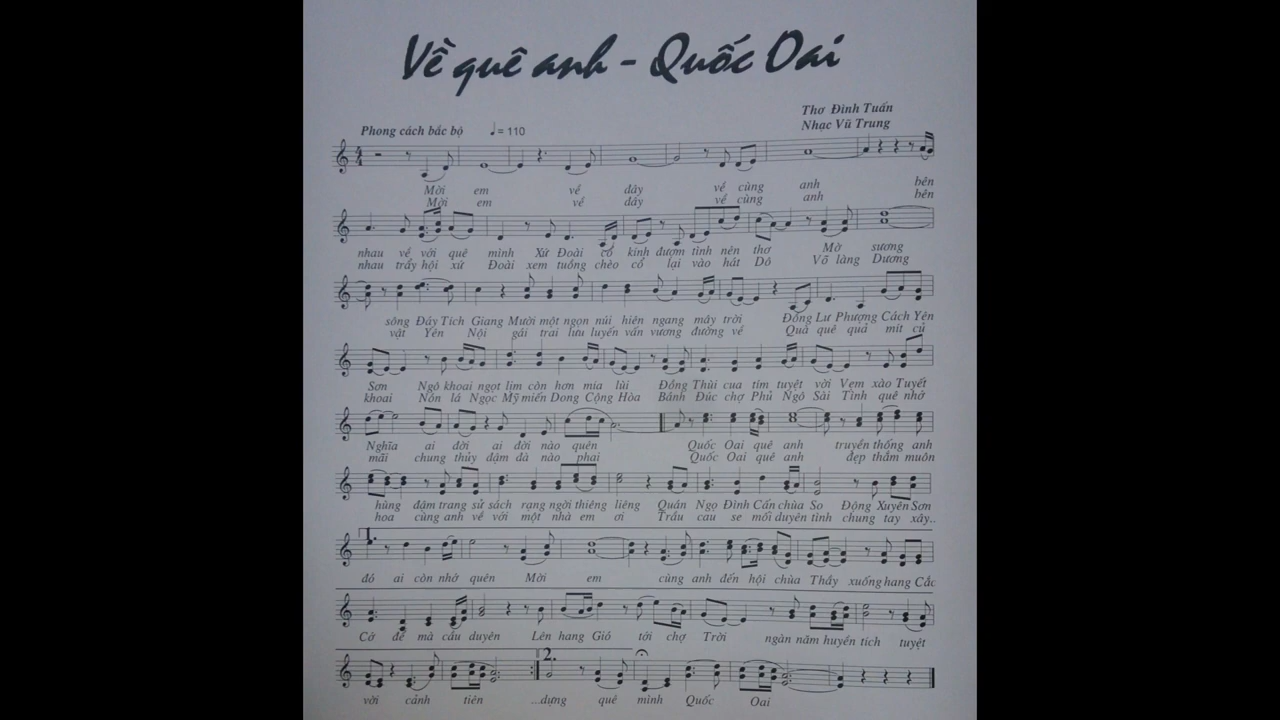 Về quê anh - Quốc Oai
Thơ Đình Tuấn
Phong cách bắc bộ ♩= 110 Nhạc Vũ Trung
Mời em về đây về cùng anh bên
Mời em về đây về cùng anh bên
nhau về với quê mình Xứ Đoài cổ kính đượm tình nên thơ Mờ sương
nhau trẩy hội xứ Đoài xem tuồng chèo cổ lại vào hát Dô Võ làng Dương
sông Đáy Tích Giang Mười một ngọn núi hiên ngang mây trời Đồng Lư Phượng Cách Yên
vật Yên Nội gái trai lưu luyến vấn vương đường về Quà quê quả mít củ
Sơn Ngô khoai ngọt lịm còn hơn mía lùi Đồng Thùi cua tím tuyệt vời Vẹm xào Tuyết
khoai Nón lá Ngọc Mỹ miến Dong Cộng Hòa Bánh Đúc chợ Phủ Ngô Sài Tình quê nhớ
Nghĩa ai đời ai đời nào quên Quốc Oai quê anh truyền thống anh
mãi chung thủy đậm đà nào phai Quốc Oai quê anh đẹp thắm muôn
hùng đậm trang sử sách rạng ngời thiêng liêng Quán Ngọ Đình Cấn chùa So Động Xuyên Sơn
hoa cùng anh về với một nhà em ơi Trầu cau se mối duyên tình chung tay xây..
1.
đó ai còn nhớ quên Mời em cùng anh đến hội chùa Thầy xuống hang Cắc
Cớ để mà cầu duyên Lên hang Gió tới chợ Trời ngàn năm huyền tích tuyệt
2.
vời cảnh tiên ...dựng quê mình Quốc Oai